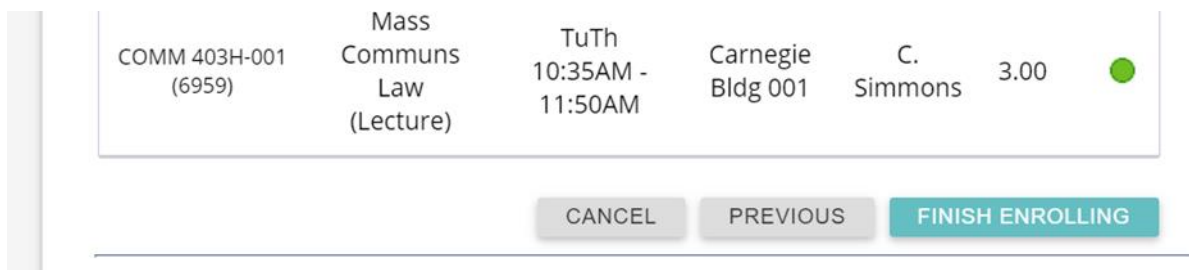 COMM 403H-001
(6959)
Mass
Communs
Law
(Lecture)
TuTh
10:35AM -
11:50AM
Carnegie
Bldg 001
C.
Simmons
3.00
CANCEL
PREVIOUS
FINISH ENROLLING